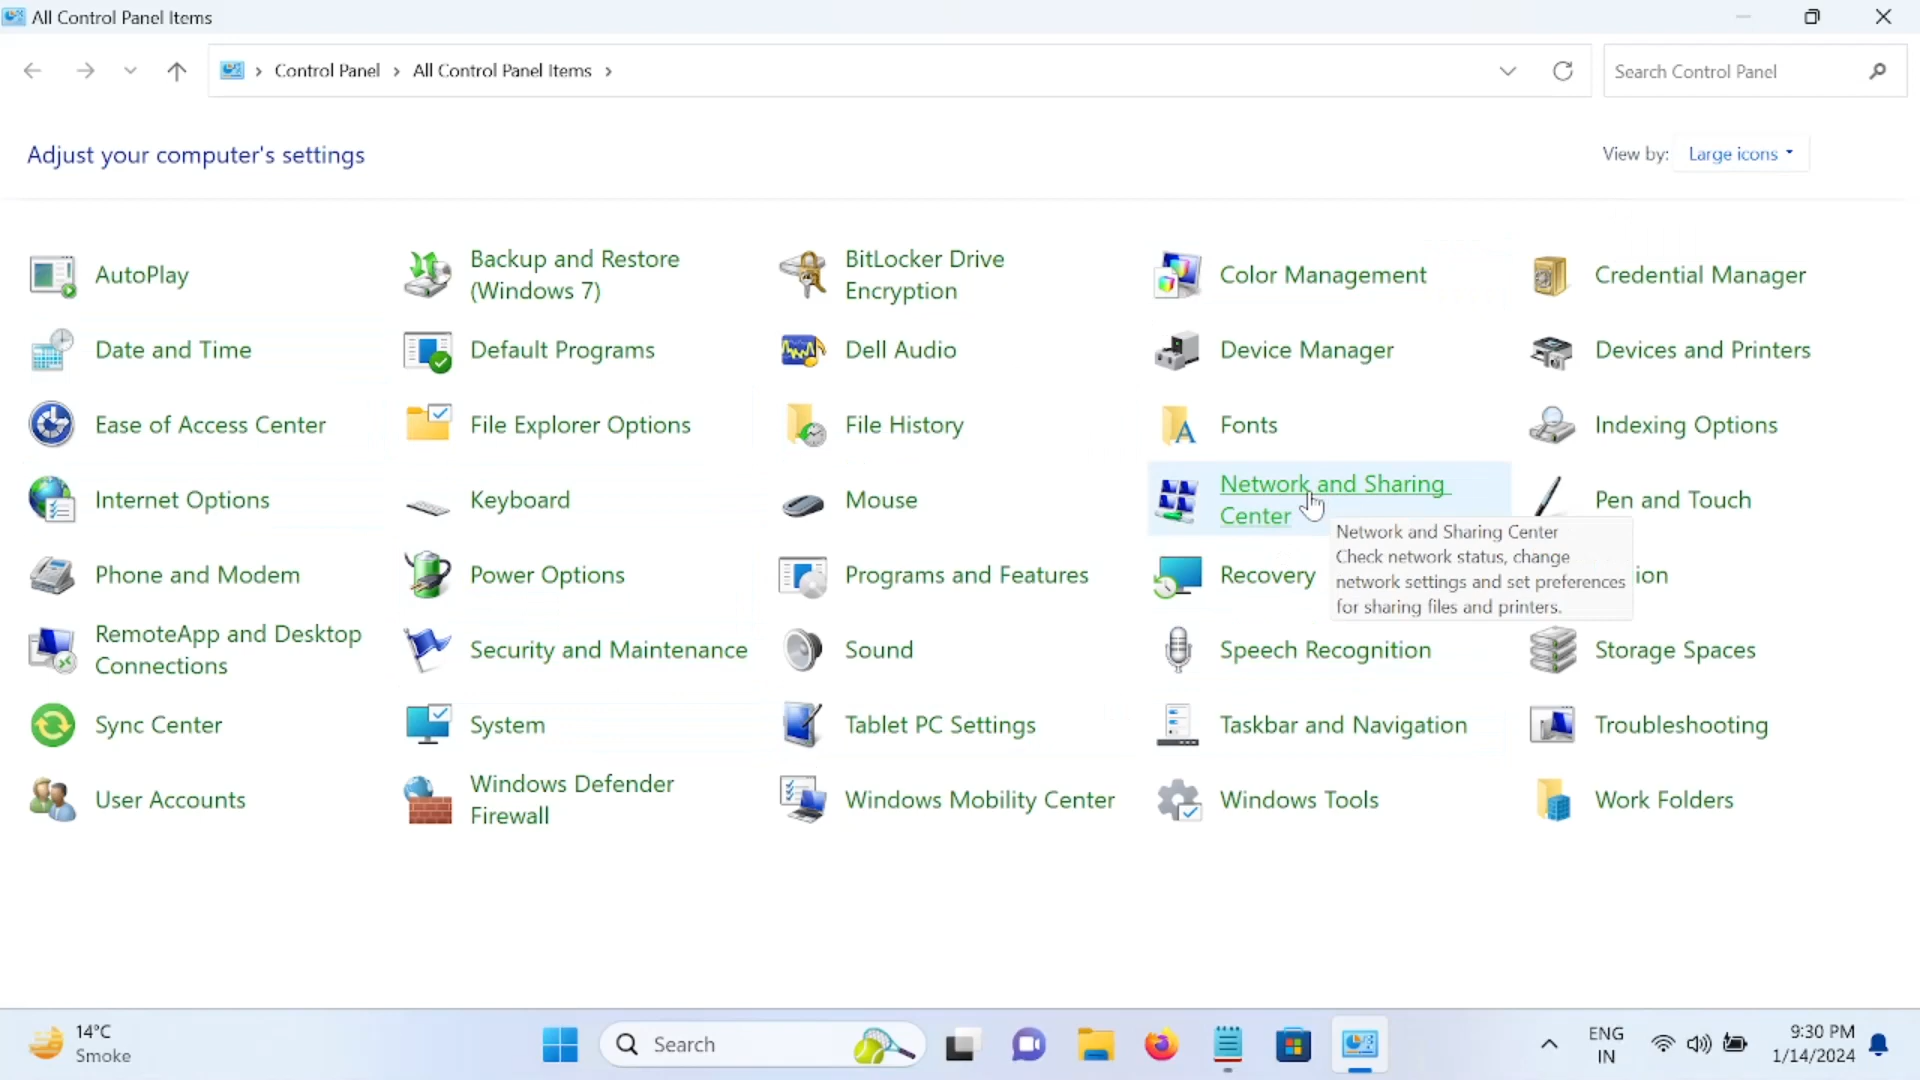 All Control Panel Items
Control Panel > All Control Panel Items >
Search Control Panel
Adjust your computer's settings
View by: Large icons
AutoPlay
Backup and Restore
(Windows 7)
BitLocker Drive
Encryption
Color Management
Credential Manager
Date and Time
Default Programs
Dell Audio
Device Manager
Devices and Printers
Ease of Access Center
File Explorer Options
File History
Fonts
Indexing Options
Internet Options
Keyboard
Mouse
Network and Sharing
Center
Pen and Touch
Network and Sharing Center
Check network status, change
network settings and set preferences
for sharing files and printers.
Phone and Modem
Power Options
Programs and Features
Recovery
ion
RemoteApp and Desktop
Connections
Security and Maintenance
Sound
Speech Recognition
Storage Spaces
Sync Center
System
Tablet PC Settings
Taskbar and Navigation
Troubleshooting
User Accounts
Windows Defender
Firewall
Windows Mobility Center
Windows Tools
Work Folders
14°C
Smoke
Search
ENG
IN
9:30 PM
1/14/2024